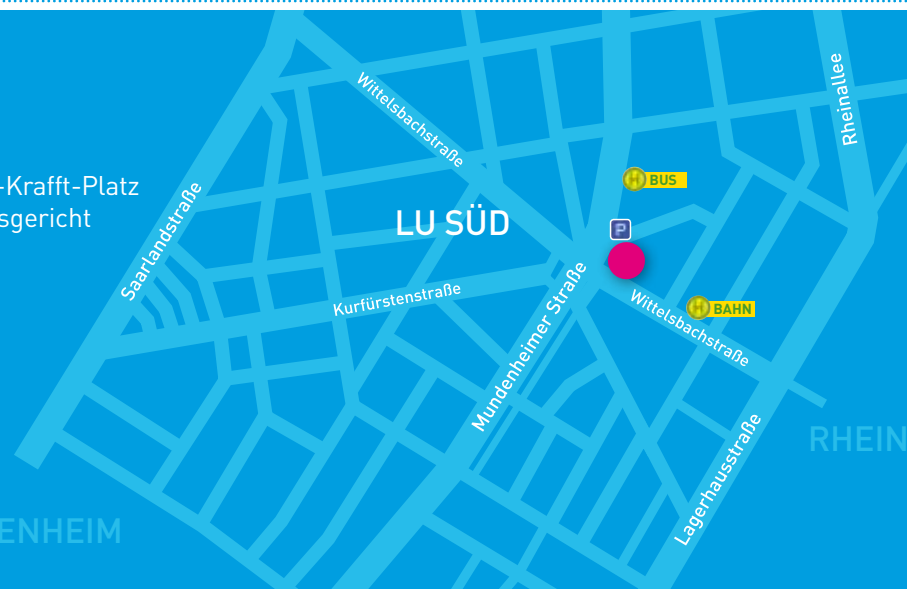 Wittelsbachstraße
Rheinallee
-Krafft-Platz
sgericht
H BUS
LU SÜD
P
Saarlandstraße
Kurfürstenstraße
Mundenheimer Straße
Wittelsbachstraße
H BAHN
RHEIN
Lagerhausstraße
ENHEIM